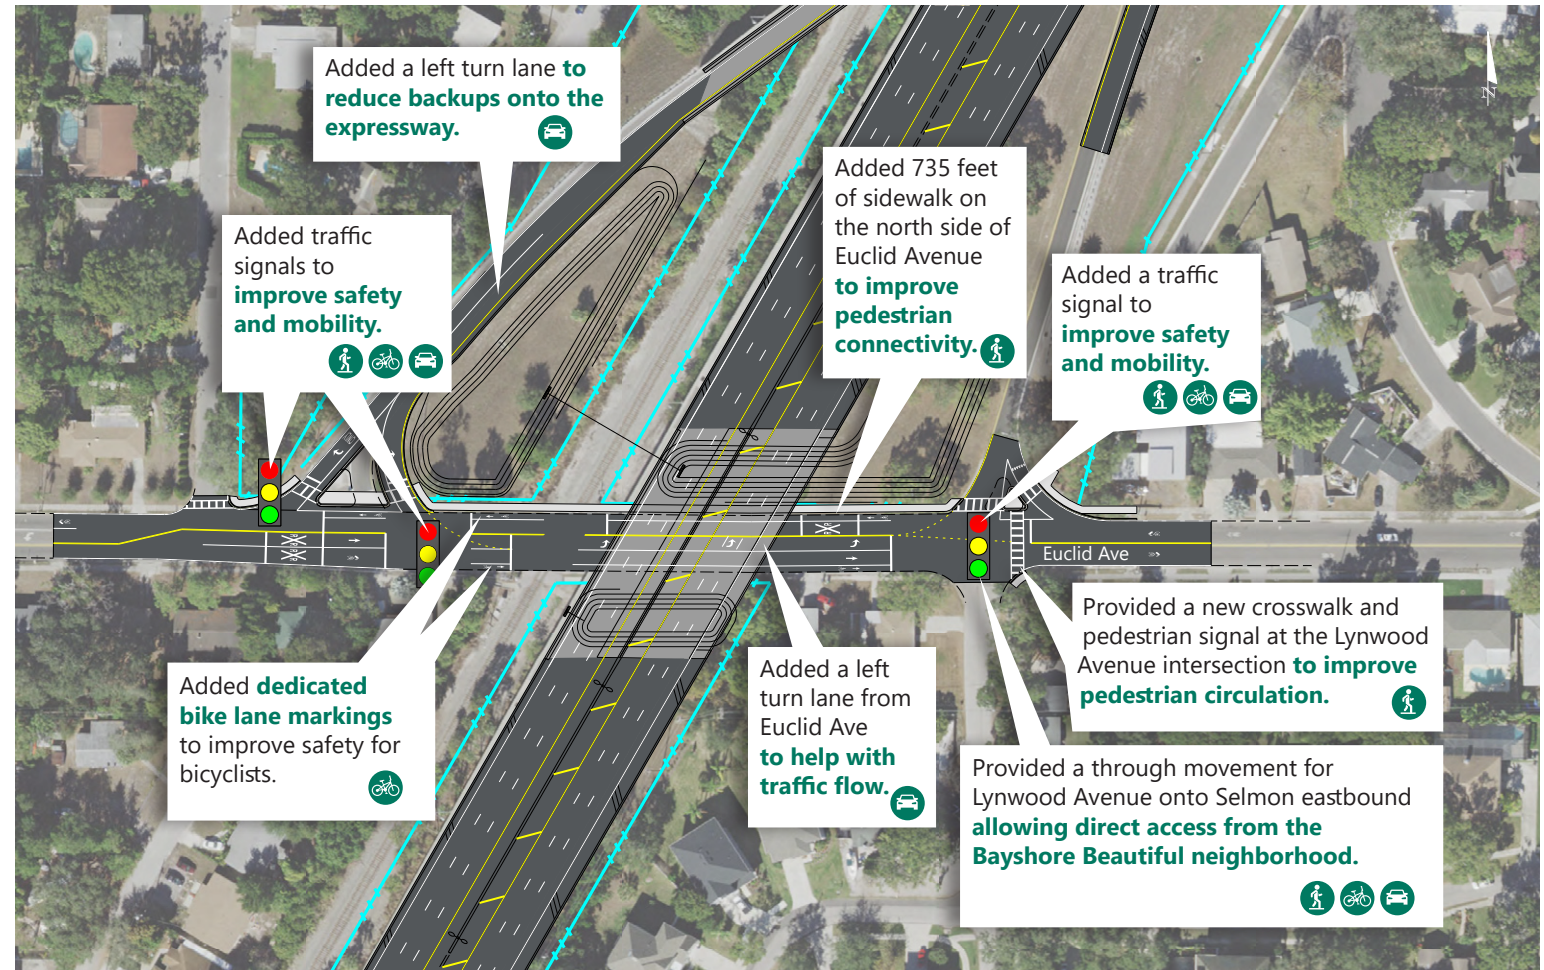 Added a left turn lane to
reduce backups onto the
expressway.
Added traffic
signals to
improve safety
and mobility.
Added 735 feet
of sidewalk on
the north side of
Euclid Avenue
to improve
pedestrian
connectivity.
Added a traffic
signal to
improve safety
and mobility.
N
Euclid Ave
Added dedicated
bike lane markings
to improve safety for
bicyclists.
Added a left
turn lane from
Euclid Ave
to help with
traffic flow.
Provided a new crosswalk and
pedestrian signal at the Lynwood
Avenue intersection to improve
pedestrian circulation.
Provided a through movement for
Lynwood Avenue onto Selmon eastbound
allowing direct access from the
Bayshore Beautiful neighborhood.